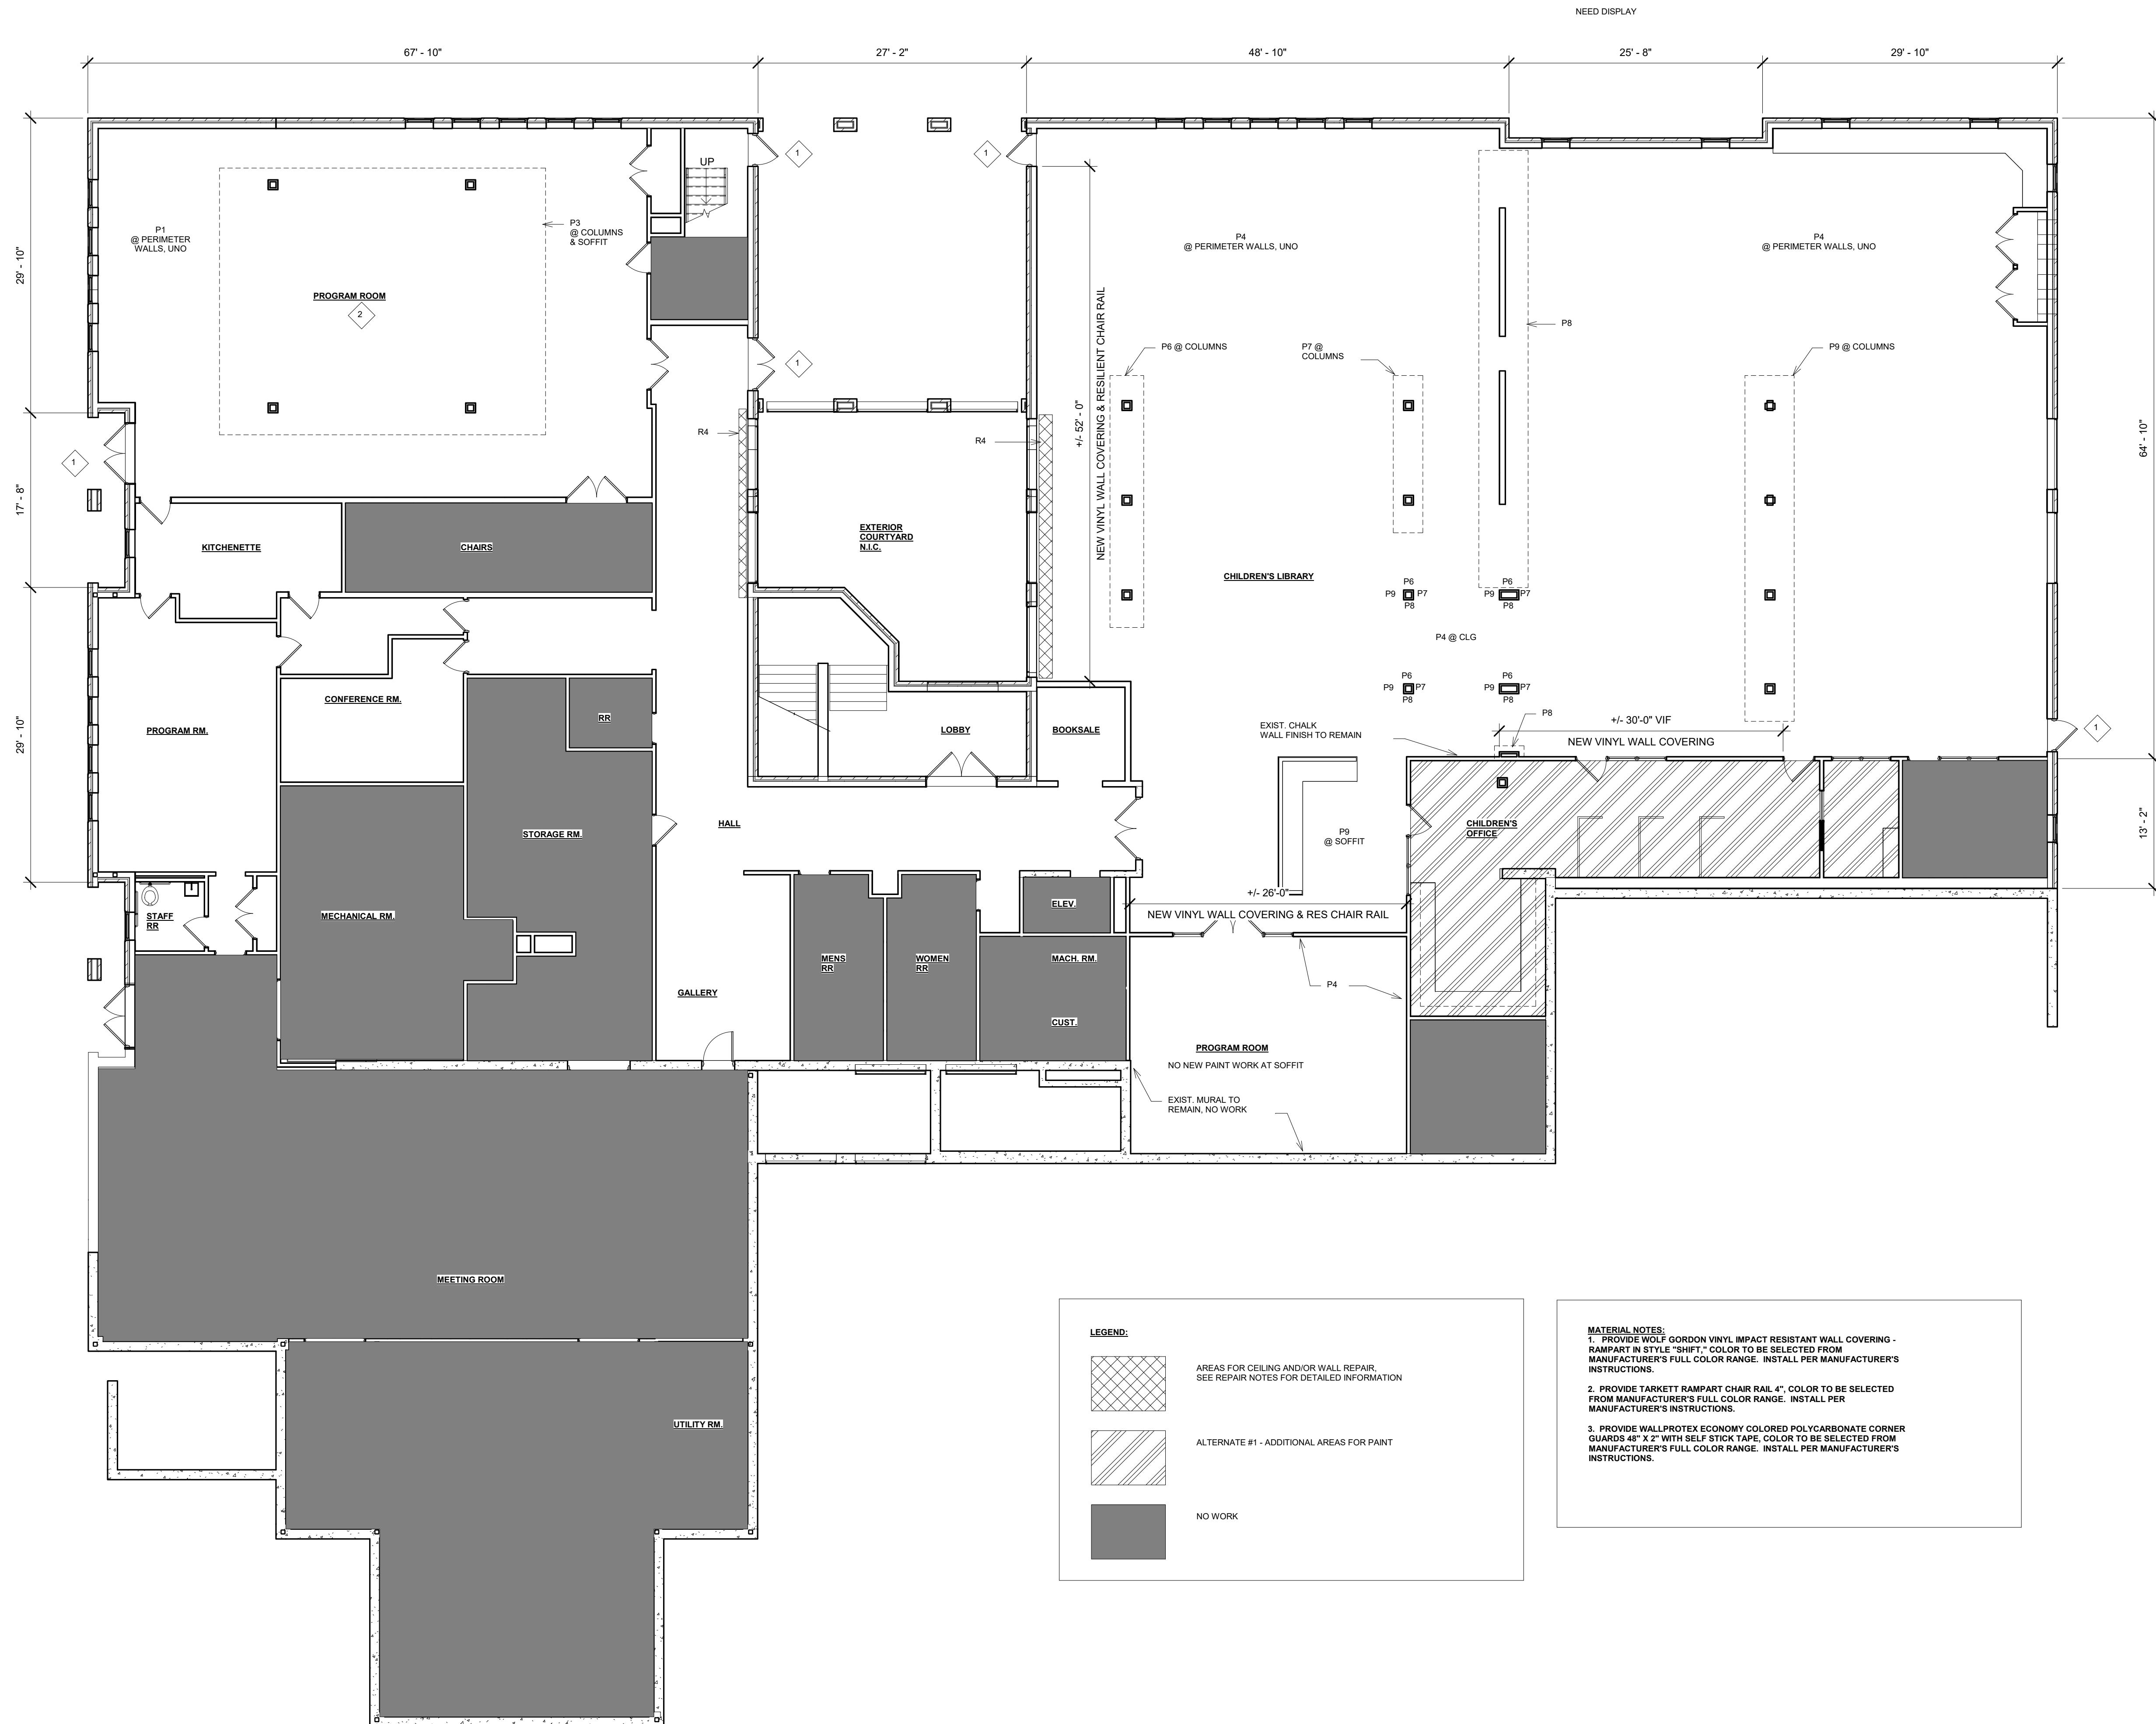 NEED DISPLAY
67' - 10"
27' - 2"
48' - 10"
25' - 8"
29' - 10"
29' - 10"
17' - 8"
29' - 10"
64' - 10"
13' - 2"
1
1
UP
P1
@ PERIMETER
WALLS, UNO
P3
@ COLUMNS
& SOFFIT
P4
@ PERIMETER WALLS, UNO
P4
@ PERIMETER WALLS, UNO
PROGRAM ROOM
2
P8
P6 @ COLUMNS
P7 @
COLUMNS
P9 @ COLUMNS
1
NEW VINYL WALL COVERING & RESILIENT CHAIR RAIL
+/- 52' - 0"
R4
R4
1
EXTERIOR
COURTYARD
N.I.C.
KITCHENETTE
CHAIRS
CHILDREN'S LIBRARY
P6
P9
P7
P8
P6
P9
P7
P8
P4 @ CLG
P6
P9
P7
P8
P6
P9
P7
P8
CONFERENCE RM.
RR
PROGRAM RM.
LOBBY
BOOKSALE
EXIST. CHALK
WALL FINISH TO REMAIN
P8
+/- 30'-0" VIF
NEW VINYL WALL COVERING
1
STORAGE RM.
HALL
P9
@ SOFFIT
CHILDREN'S
OFFICE
STAFF
RR
MECHANICAL RM.
ELEV.
+/- 26'-0"
NEW VINYL WALL COVERING & RES CHAIR RAIL
MENS
RR
WOMEN
RR
MACH. RM.
CUST.
GALLERY
P4
PROGRAM ROOM
NO NEW PAINT WORK AT SOFFIT
EXIST. MURAL TO
REMAIN, NO WORK
MEETING ROOM
UTILITY RM.
LEGEND:
AREAS FOR CEILING AND/OR WALL REPAIR,
SEE REPAIR NOTES FOR DETAILED INFORMATION
ALTERNATE #1 - ADDITIONAL AREAS FOR PAINT
NO WORK
MATERIAL NOTES:
1. PROVIDE WOLF GORDON VINYL IMPACT RESISTANT WALL COVERING -
RAMPART IN STYLE "SHIFT," COLOR TO BE SELECTED FROM
MANUFACTURER'S FULL COLOR RANGE. INSTALL PER MANUFACTURER'S
INSTRUCTIONS.
2. PROVIDE TARKETT RAMPART CHAIR RAIL 4", COLOR TO BE SELECTED
FROM MANUFACTURER'S FULL COLOR RANGE. INSTALL PER
MANUFACTURER'S INSTRUCTIONS.
3. PROVIDE WALLPROTEX ECONOMY COLORED POLYCARBONATE CORNER
GUARDS 48" X 2" WITH SELF STICK TAPE, COLOR TO BE SELECTED FROM
MANUFACTURER'S FULL COLOR RANGE. INSTALL PER MANUFACTURER'S
INSTRUCTIONS.